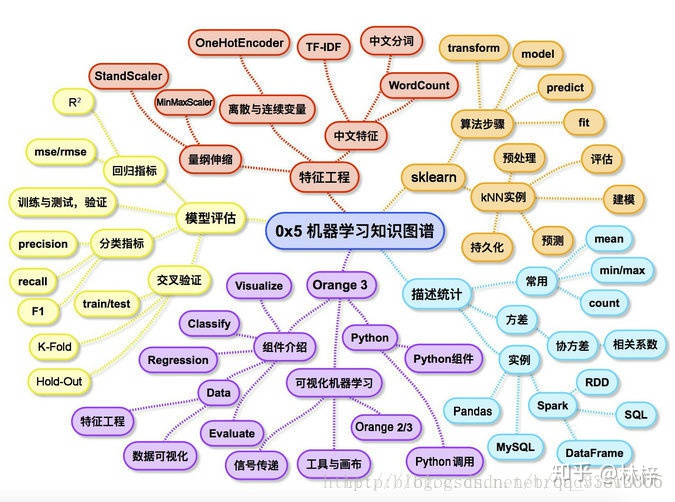 OneHotEncoder
TF-IDF
中文分词
StandScaler
MinMaxScaler
离散与连续变量
WordCount
中文特征
量纲伸缩
特征工程
transform
model
predict
fit
算法步骤
sklearn
预处理
评估
kNN实例
建模
持久化
预测
R²
mse/rmse
回归指标
训练与测试，验证
模型评估
precision
分类指标
recall
F1
交叉验证
train/test
K-Fold
Hold-Out
0x5 机器学习知识图谱
描述统计
常用
mean
min/max
count
方差
协方差
相关系数
实例
Pandas
MySQL
Spark
RDD
SQL
DataFrame
Orange 3
Visualize
Classify
组件介绍
Regression
Data
特征工程
数据可视化
Evaluate
可视化机器学习
信号传递
工具与画布
Orange 2/3
Python
Python组件
Python调用
知乎